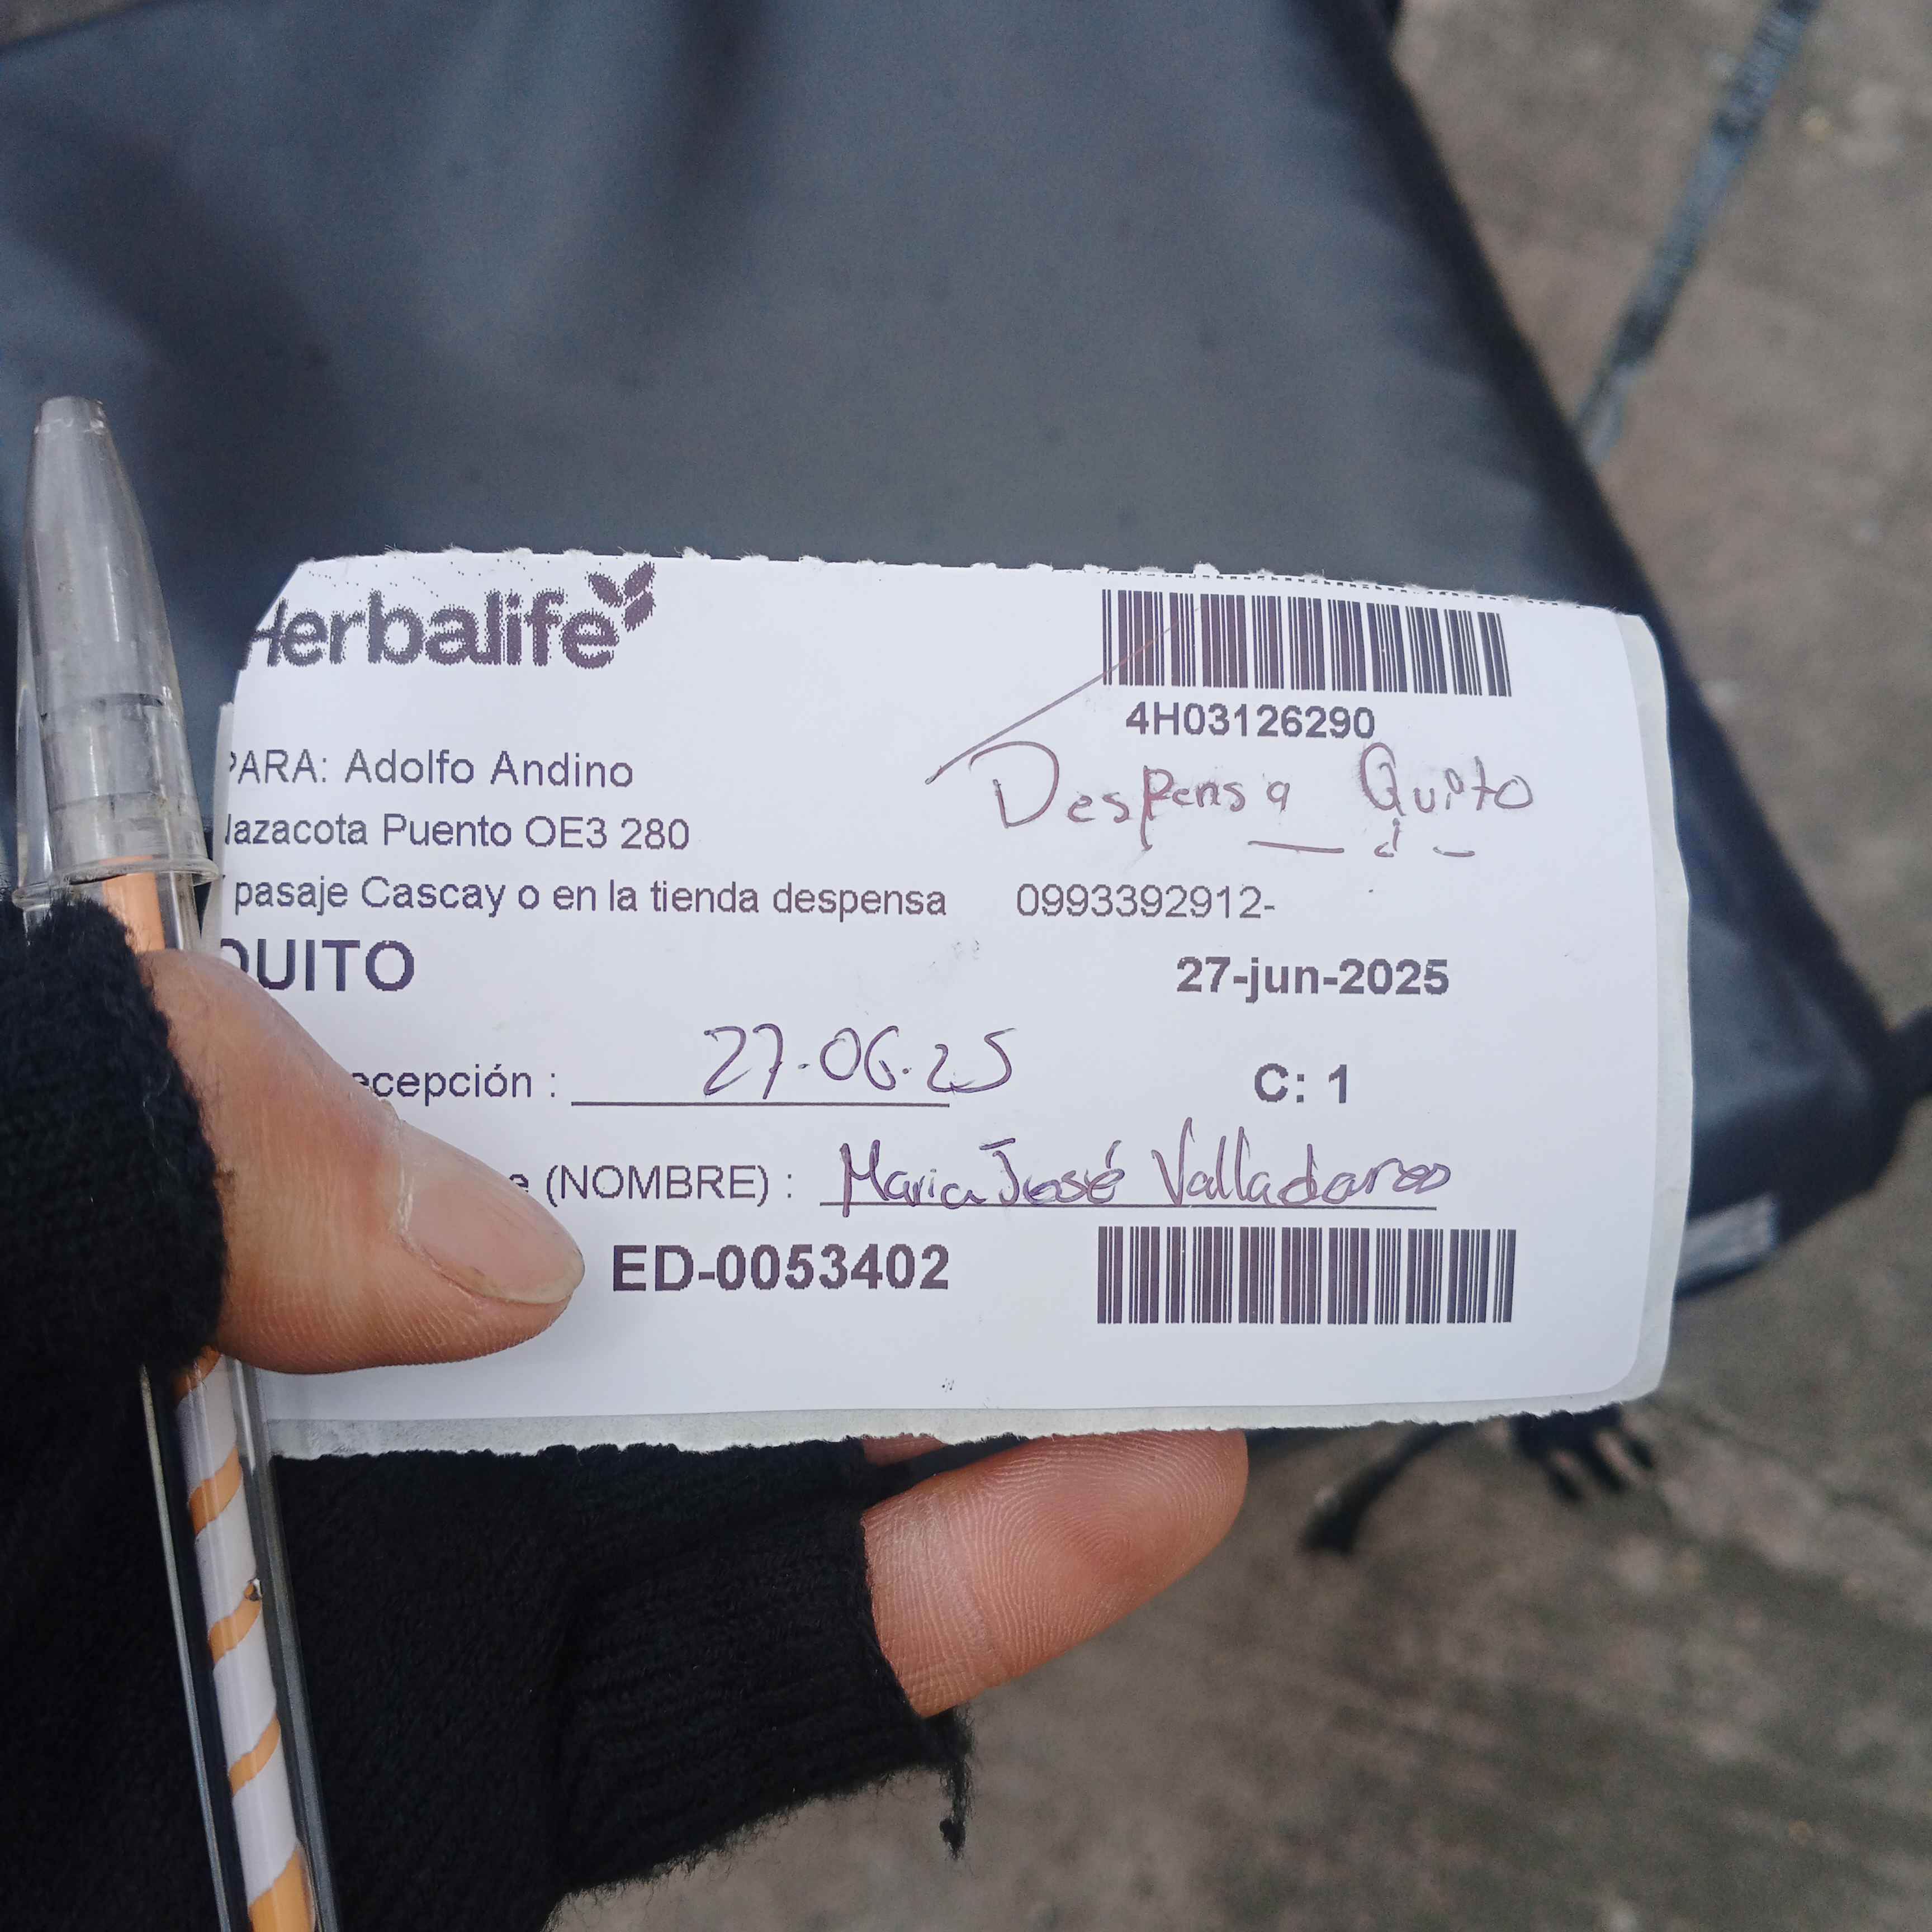 Herbalife
4H03126290
Despensa Quito
PARA: Adolfo Andino
Nazacota Puento OE3 280
pasaje Cascay o en la tienda despensa 0993392912-
QUITO
27-jun-2025
ecepción : 27.06.25
C: 1
e (NOMBRE) : Maria José Valladares
ED-0053402